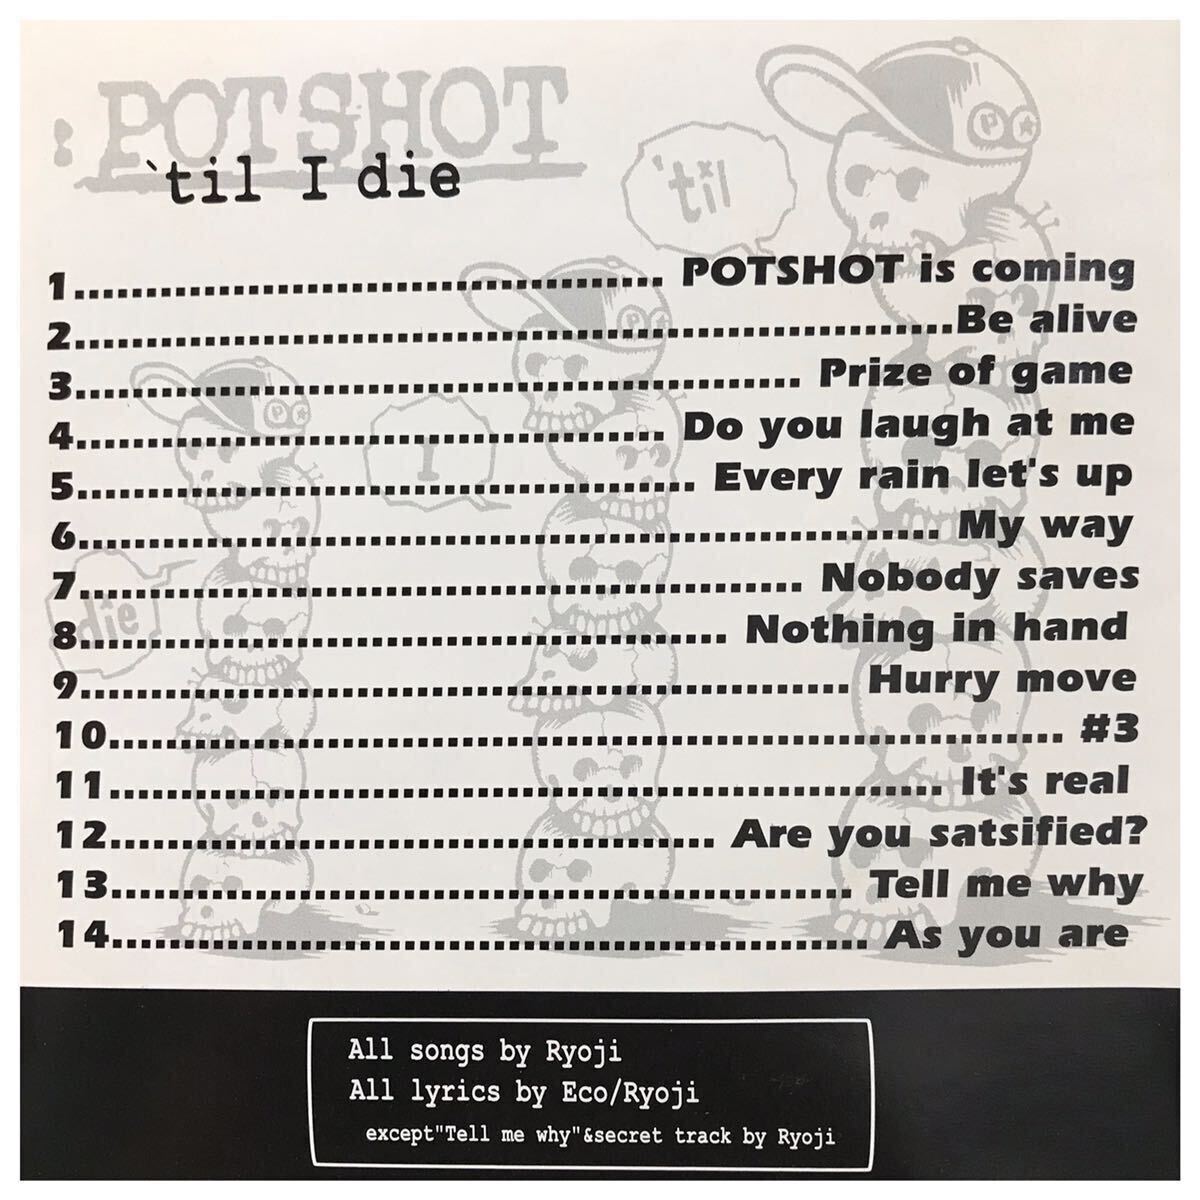 :POTSHOT
`til I die
'til
I
die
1 POTSHOT is coming
2 Be alive
3 Prize of game
4 Do you laugh at me
5 Every rain let's up
6 My way
7 Nobody saves
8 Nothing in hand
9 Hurry move
10 #3
11 It's real
12 Are you satsified?
13 Tell me why
14 As you are
All songs by Ryoji
All lyrics by Eco/Ryoji
except"Tell me why"&secret track by Ryoji